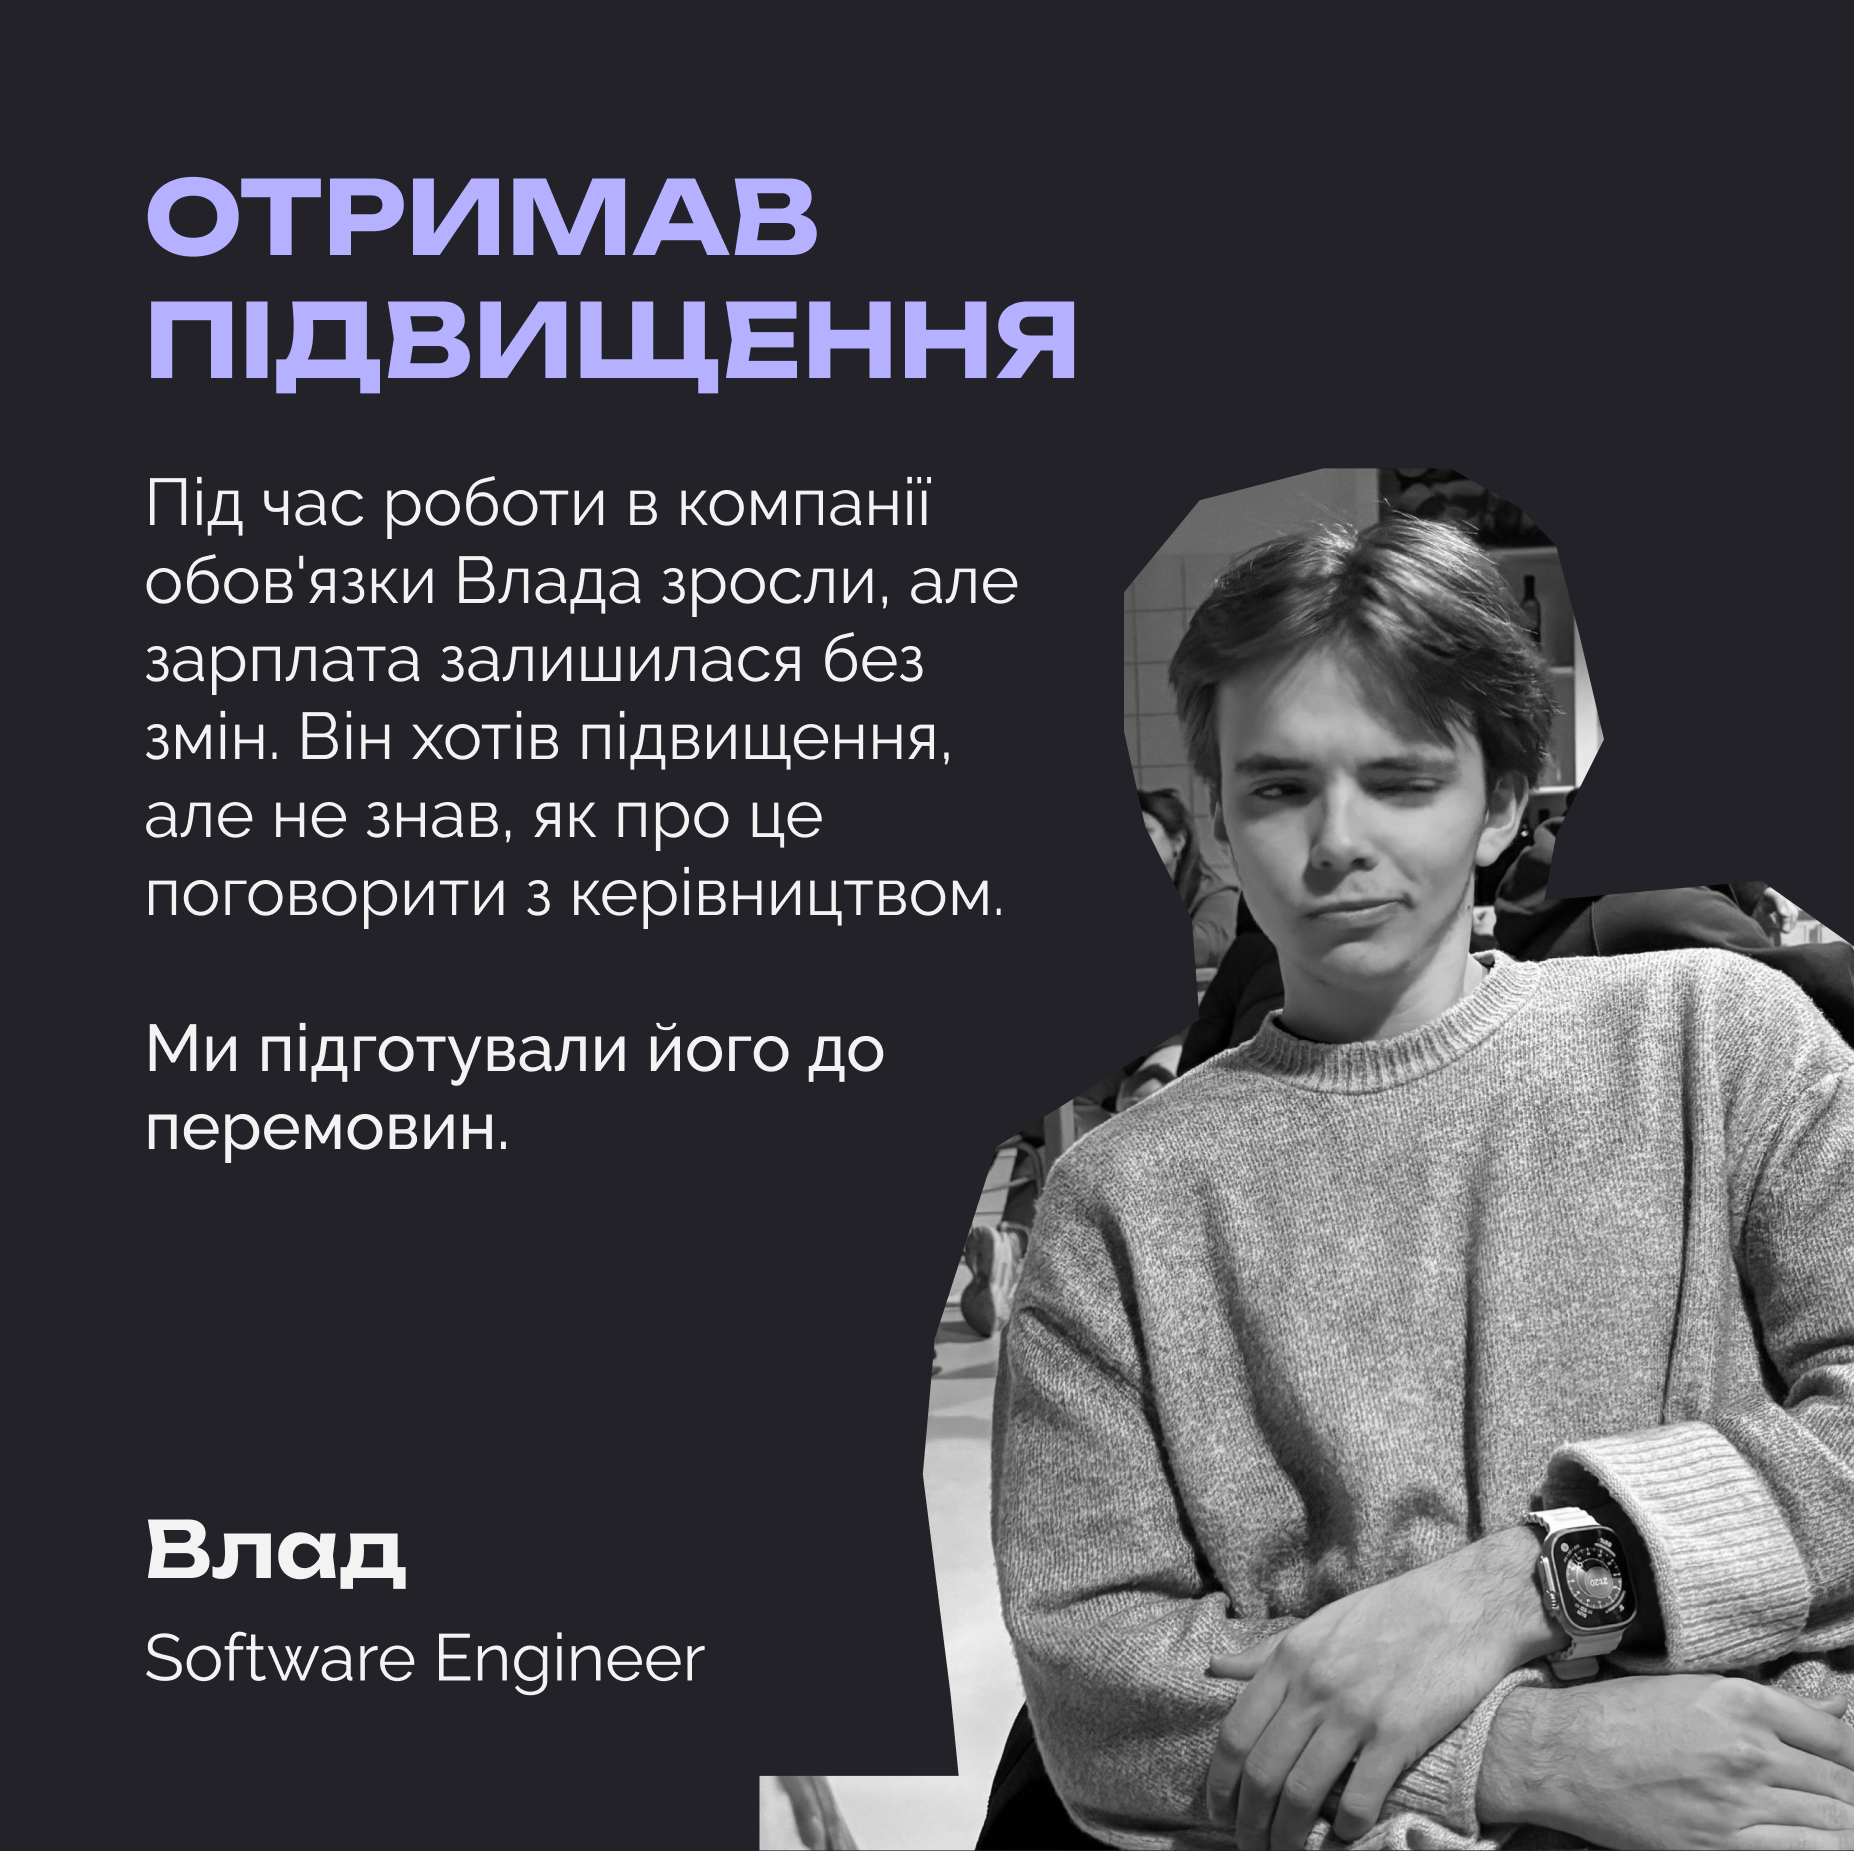 ОТРИМАВ
ПІДВИЩЕННЯ
Під час роботи в компанії
обов'язки Влада зросли, але
зарплата залишилася без
змін. Він хотів підвищення,
але не знав, як про це
поговорити з керівництвом.
Ми підготували його до
перемовин.
Влад
Software Engineer